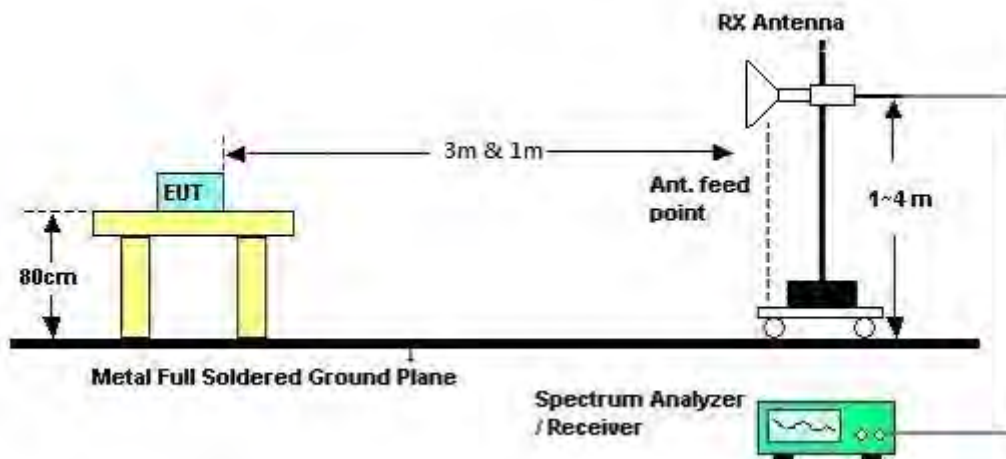 RX Antenna
3m & 1m
EUT
Ant. feed
point
1~4 m
80cm
Metal Full Soldered Ground Plane
Spectrum Analyzer
/ Receiver